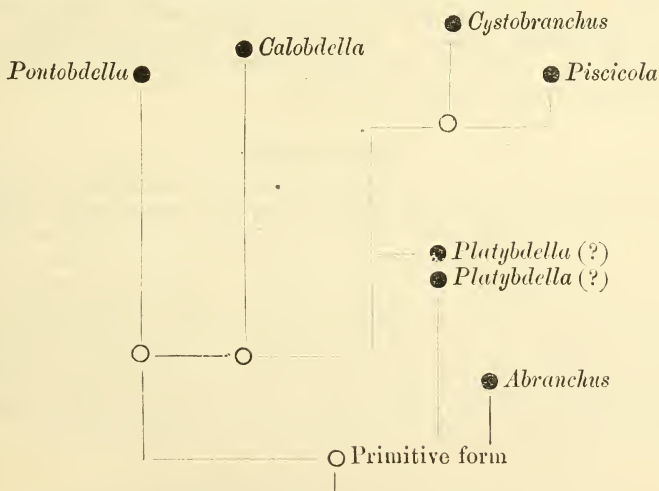 Cystobranchus
Calobdella
Pontobdella
Piscicola
Platybdella (?)
Platybdella (?)
Abranchus
Primitive form